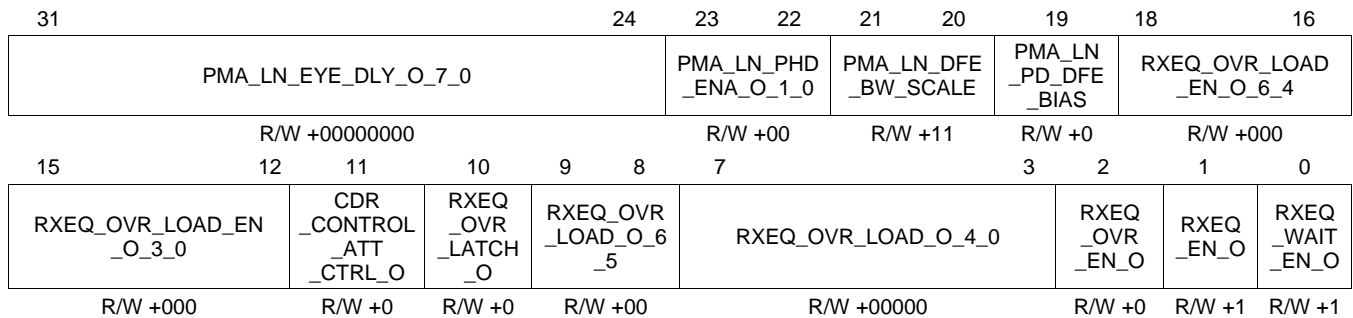 31 24 23 22 21 20 19 18 16
PMA_LN_EYE_DLY_O_7_0
PMA_LN_PHD
_ENA_O_1_0
PMA_LN_DFE
_BW_SCALE
PMA_LN
_PD_DFE
_BIAS
RXEQ_OVR_LOAD
_EN_O_6_4
R/W +00000000 R/W +00 R/W +11 R/W +0 R/W +000
15 12 11 10 9 8 7 3 2 1 0
RXEQ_OVR_LOAD_EN
_O_3_0
CDR
_CONTROL
_ATT
_CTRL_O
RXEQ
_OVR
_LATCH
_O
RXEQ_OVR
_LOAD_O_6
_5
RXEQ_OVR_LOAD_O_4_0
RXEQ
_OVR
_EN_O
RXEQ
_EN_O
RXEQ
_WAIT
_EN_O
R/W +000 R/W +0 R/W +0 R/W +00 R/W +00000 R/W +0 R/W +1 R/W +1